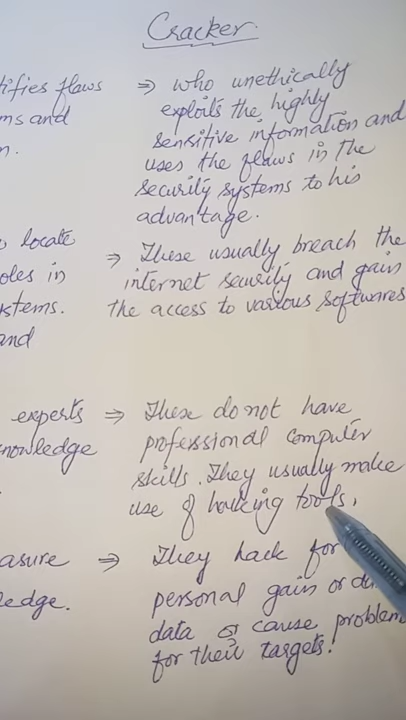 Cracker
tifies flaws ⇒ who unethically
ms and exploits the highly
n. sensitive information and
uses the flaws in the
security systems to his
advantage.
locate ⇒ These usually breach the
oles in internet security and gain
stems. the access to various softwares
and
experts ⇒ These do not have
nowledge professional computer
skills. They usually make
use of hacking tools.
asure ⇒ They hack for
ledge. personal gain or
data or cause problem
for their targets.